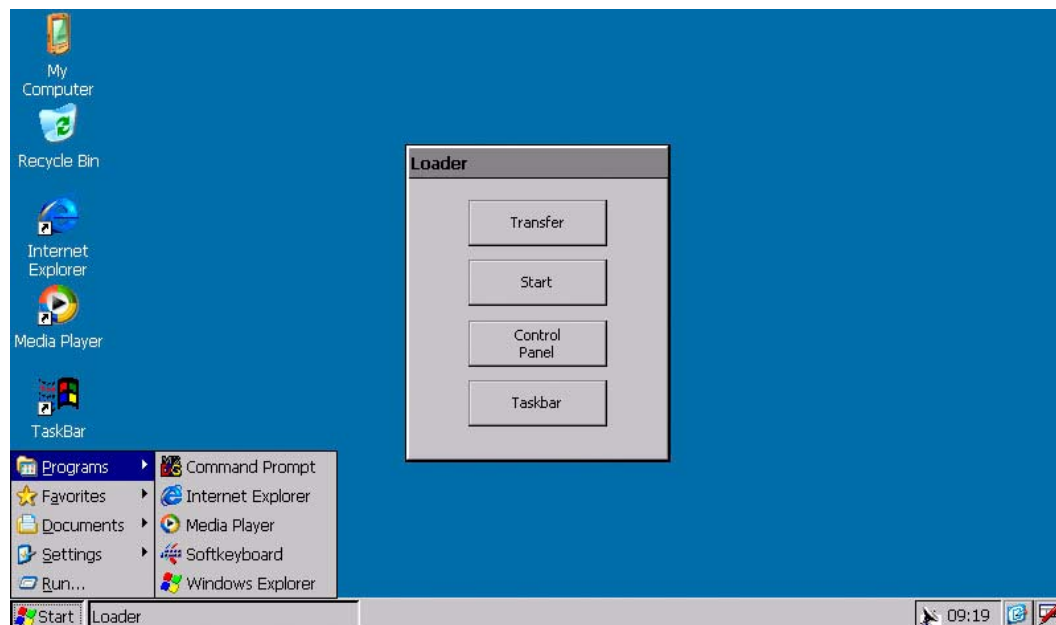 My
Computer
Recycle Bin
Internet
Explorer
Media Player
TaskBar
Loader
Transfer
Start
Control
Panel
Taskbar
Programs
Favorites
Documents
Settings
Run...
Command Prompt
Internet Explorer
Media Player
Softkeyboard
Windows Explorer
Start
Loader
09:19